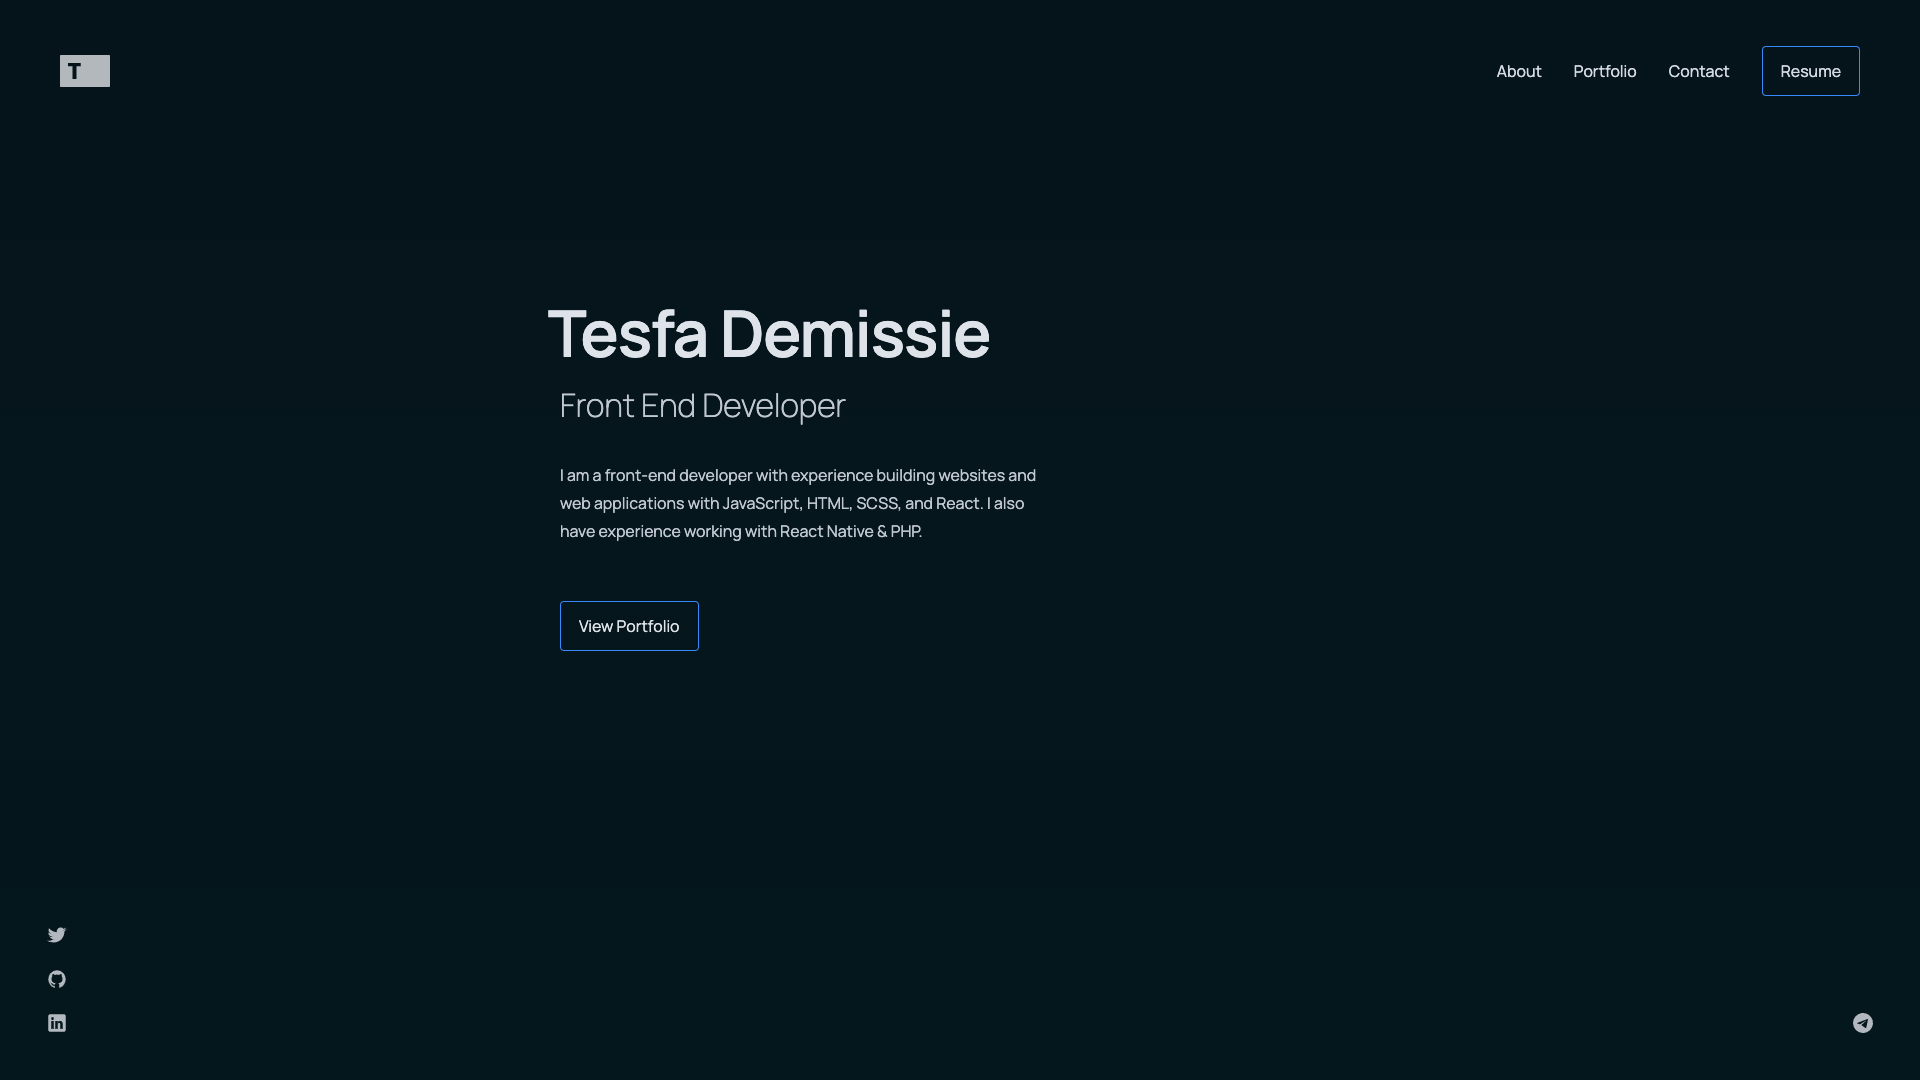 T
About Portfolio Contact Resume
Tesfa Demissie
Front End Developer
I am a front-end developer with experience building websites and
web applications with JavaScript, HTML, SCSS, and React. I also
have experience working with React Native & PHP.
View Portfolio